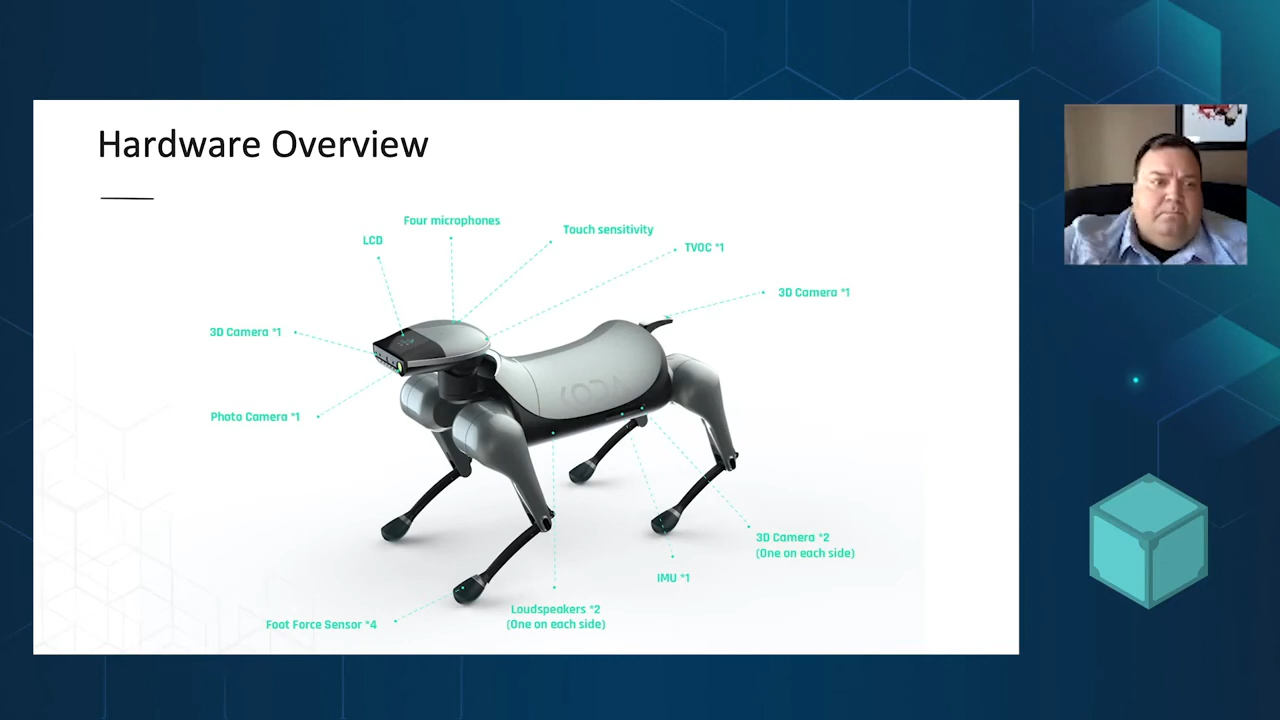 Hardware Overview
Four microphones
Touch sensitivity
LCD
TVOC *1
3D Camera *1
3D Camera *1
Photo Camera *1
3D Camera *2
(One on each side)
IMU *1
Loudspeakers *2
(One on each side)
Foot Force Sensor *4